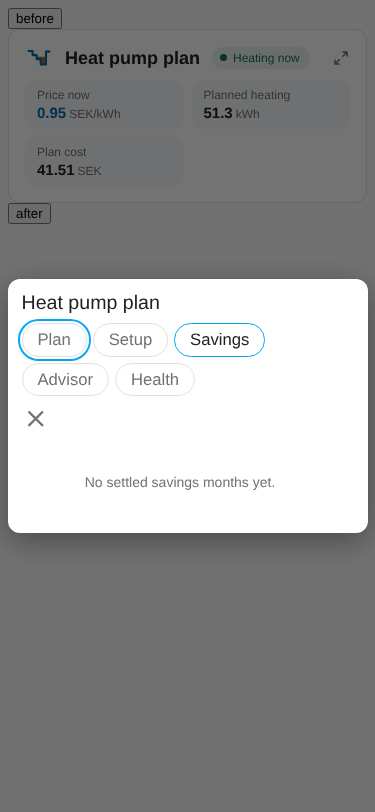 before
Heat pump plan
Heating now
Price now
0.95 SEK/kWh
Planned heating
51.3 kWh
Plan cost
41.51 SEK
after
Heat pump plan
Plan
Setup
Savings
Advisor
Health
No settled savings months yet.